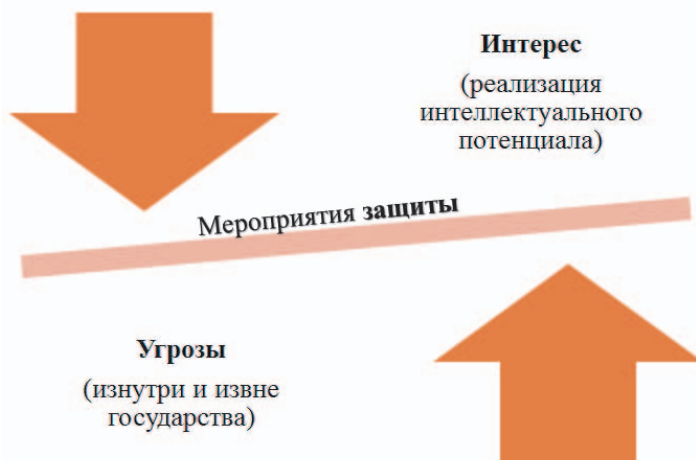 Интерес
(реализация
интеллектуального
потенциала)
Мероприятия защиты
Угрозы
(изнутри и извне
государства)